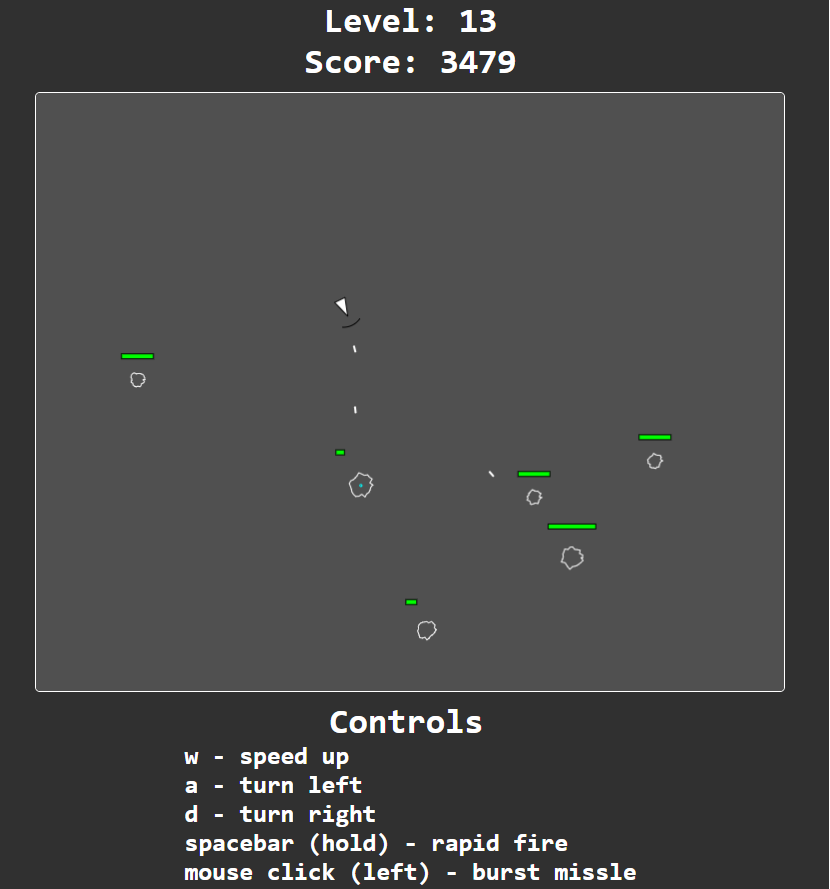 Level: 13
Score: 3479
Controls
w - speed up
a - turn left
d - turn right
spacebar (hold) - rapid fire
mouse click (left) - burst missle